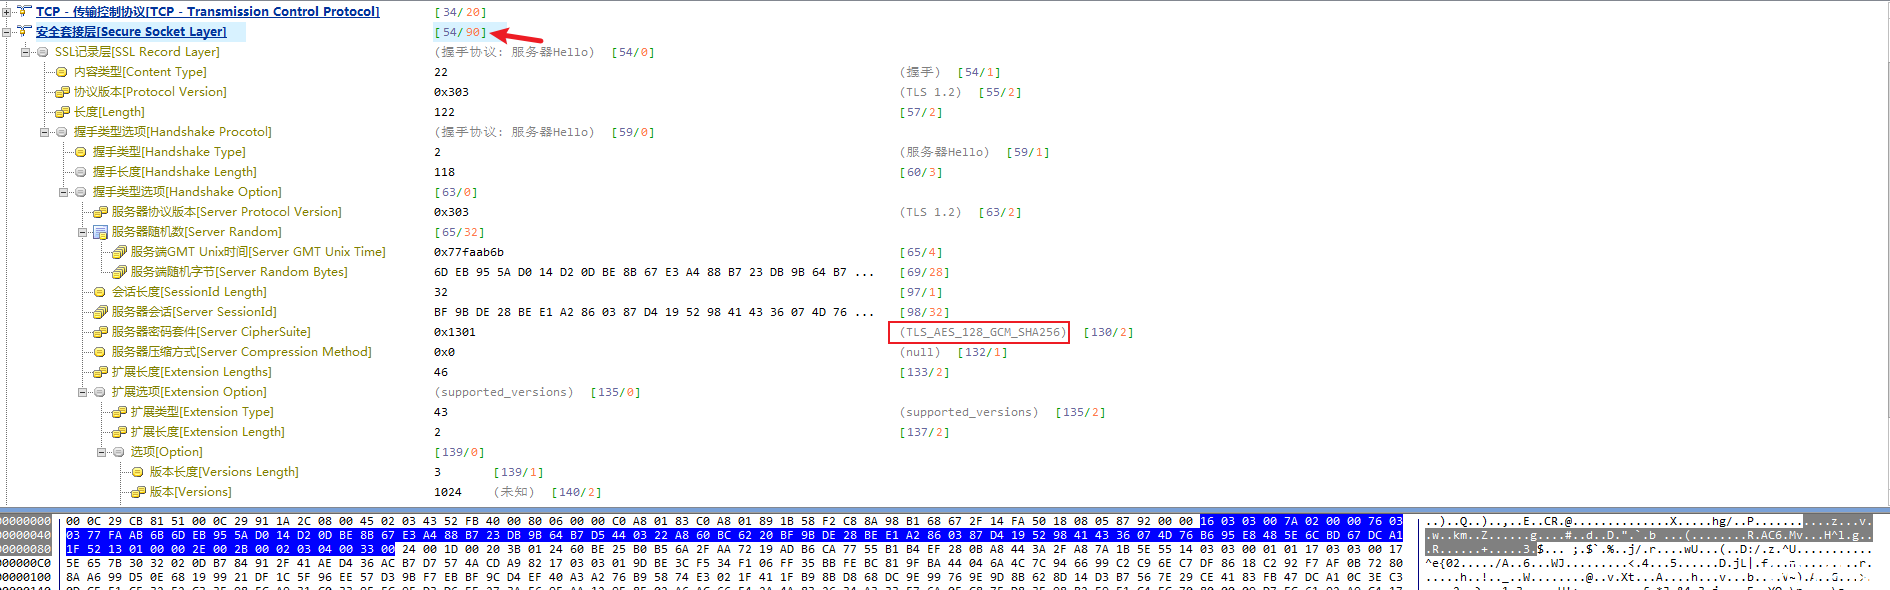 TCP - 传输控制协议[TCP - Transmission Control Protocol] [34/20]
安全套接层[Secure Socket Layer] [54/90]
SSL记录层[SSL Record Layer] (握手协议: 服务器Hello) [54/0]
内容类型[Content Type] 22 (握手) [54/1]
协议版本[Protocol Version] 0x303 (TLS 1.2) [55/2]
长度[Length] 122 [57/2]
握手类型选项[Handshake Procotol] (握手协议: 服务器Hello) [59/0]
握手类型[Handshake Type] 2 (服务器Hello) [59/1]
握手长度[Handshake Length] 118 [60/3]
握手类型选项[Handshake Option] [63/0]
服务器协议版本[Server Protocol Version] 0x303 (TLS 1.2) [63/2]
服务器随机数[Server Random] [65/32]
服务端GMT Unix时间[Server GMT Unix Time] 0x77faab6b [65/4]
服务端随机字节[Server Random Bytes] 6D EB 95 5A D0 14 D2 0D BE 8B 67 E3 A4 88 B7 23 DB 9B 64 B7 ... [69/28]
会话长度[SessionId Length] 32 [97/1]
服务器会话[Server SessionId] BF 9B DE 28 BE E1 A2 86 03 87 D4 19 52 98 41 43 36 07 4D 76 ... [98/32]
服务器密码套件[Server CipherSuite] 0x1301 (TLS_AES_128_GCM_SHA256) [130/2]
服务器压缩方式[Server Compression Method] 0x0 (null) [132/1]
扩展长度[Extension Lengths] 46 [133/2]
扩展选项[Extension Option] (supported_versions) [135/0]
扩展类型[Extension Type] 43 (supported_versions) [135/2]
扩展长度[Extension Length] 2 [137/2]
选项[Option] [139/0]
版本长度[Versions Length] 3 [139/1]
版本[Versions] 1024 (未知) [140/2]
00000000 00 0C 29 CB 81 51 00 0C 29 91 1A 2C 08 00 45 02 03 43 52 FB 40 00 80 06 00 00 C0 A8 01 83 C0 A8 01 89 1B 58 F2 C8 8A 98 B1 68 67 2F 14 FA 50 18 08 05 87 92 00 00 16 03 03 00 7A 02 00 00 76 03
00000040 03 77 FA AB 6B 6D EB 95 5A D0 14 D2 0D BE 8B 67 E3 A4 88 B7 23 DB 9B 64 B7 D5 44 03 22 A8 60 BC 62 20 BF 9B DE 28 BE E1 A2 86 03 87 D4 19 52 98 41 43 36 07 4D 76 B6 95 E8 48 5E 6C BD 67 DC A1
00000080 1F 52 13 01 00 00 2E 00 2B 00 02 03 04 00 33 00 24 00 1D 00 20 3B 01 24 60 BE 25 B0 B5 6A 2F AA 72 19 AD B6 CA 77 55 B1 B4 EF 28 0B A8 44 3A 2F A8 7A 1B 5E 55 14 03 03 00 01 01 17 03 03 00 17
000000C0 5E 65 7B 30 32 02 0D B7 84 91 2F 41 AE D4 36 AC B7 D7 57 4A CD A9 82 17 03 03 01 9D BE 3C F5 34 F1 06 FF 35 BB FE BC 81 9F BA 44 04 6A 4C 7C 94 66 99 C2 C9 6E C7 DF 86 18 C2 92 F7 AF 0B 72 80
00000100 8A A6 99 D5 0E 68 19 99 21 DF 1C 5F 96 EE 57 D3 9B F7 EB BF 9C D4 EF 40 A3 A2 76 B9 58 74 E3 02 1F 41 1F B9 8B D8 68 DC 9E 99 76 9E 9D 8B 62 8D 14 D3 B7 56 7E 29 CE 41 83 FB 47 DC A1 0C 3E C3